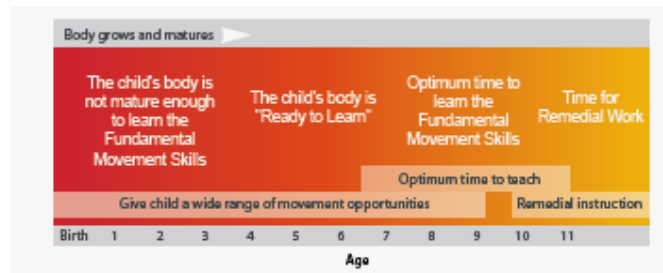 Body grows and matures
The child's body is
not mature enough
to learn the
Fundamental
Movement Skills
The child's body is
"Ready to Learn"
Optimum time to
learn the
Fundamental
Movement Skills
Time for
Remedial Work
Optimum time to teach
Give child a wide range of movement opportunities
Remedial instruction
Birth 1 2 3 4 5 6 7 8 9 10 11
Age